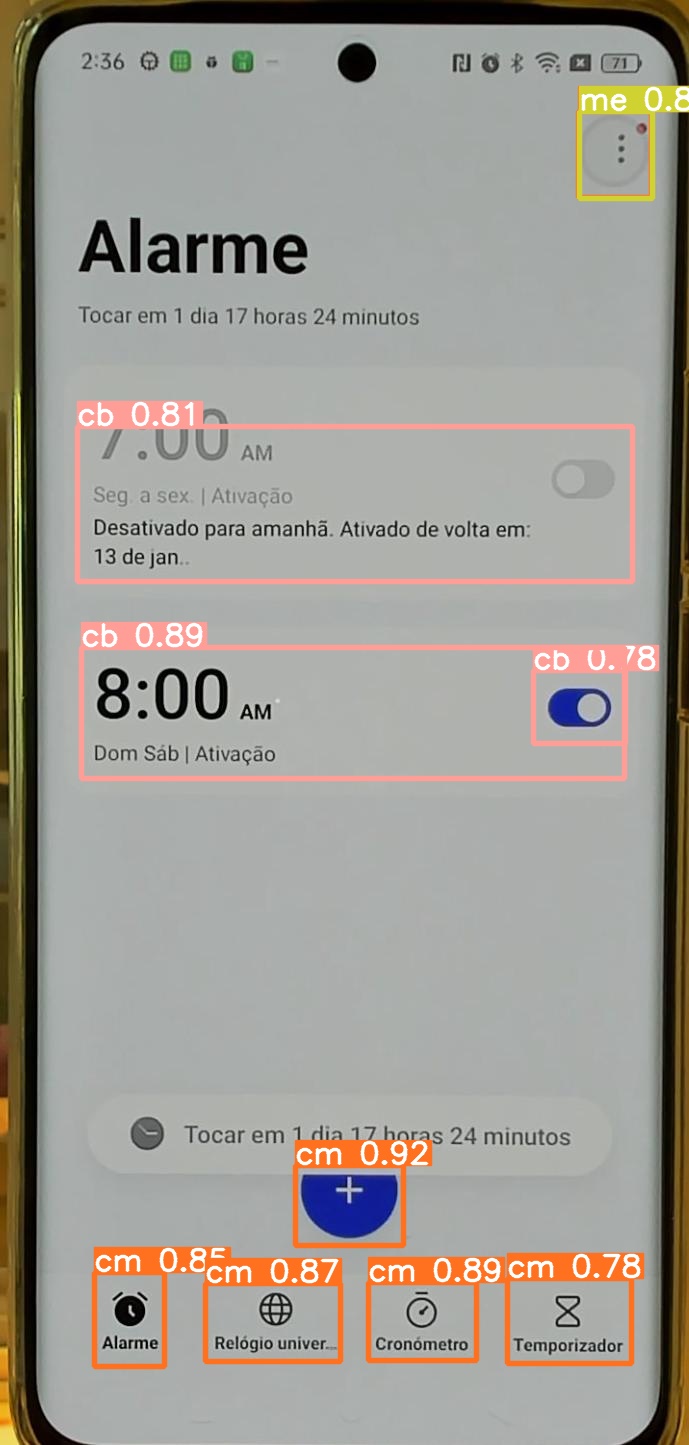 2:36
71
me 0.8
Alarme
Tocar em 1 dia 17 horas 24 minutos
cb 0.81
7:00 AM
Seg. a sex. | Ativação
Desativado para amanhã. Ativado de volta em:
13 de jan..
cb 0.89
cb 0.78
8:00 AM
Dom Sáb | Ativação
Tocar em 1 dia 17 horas 24 minutos
cm 0.92
+
cm 0.85 cm 0.87 cm 0.89 cm 0.78
Alarme Relógio univer... Cronómetro Temporizador